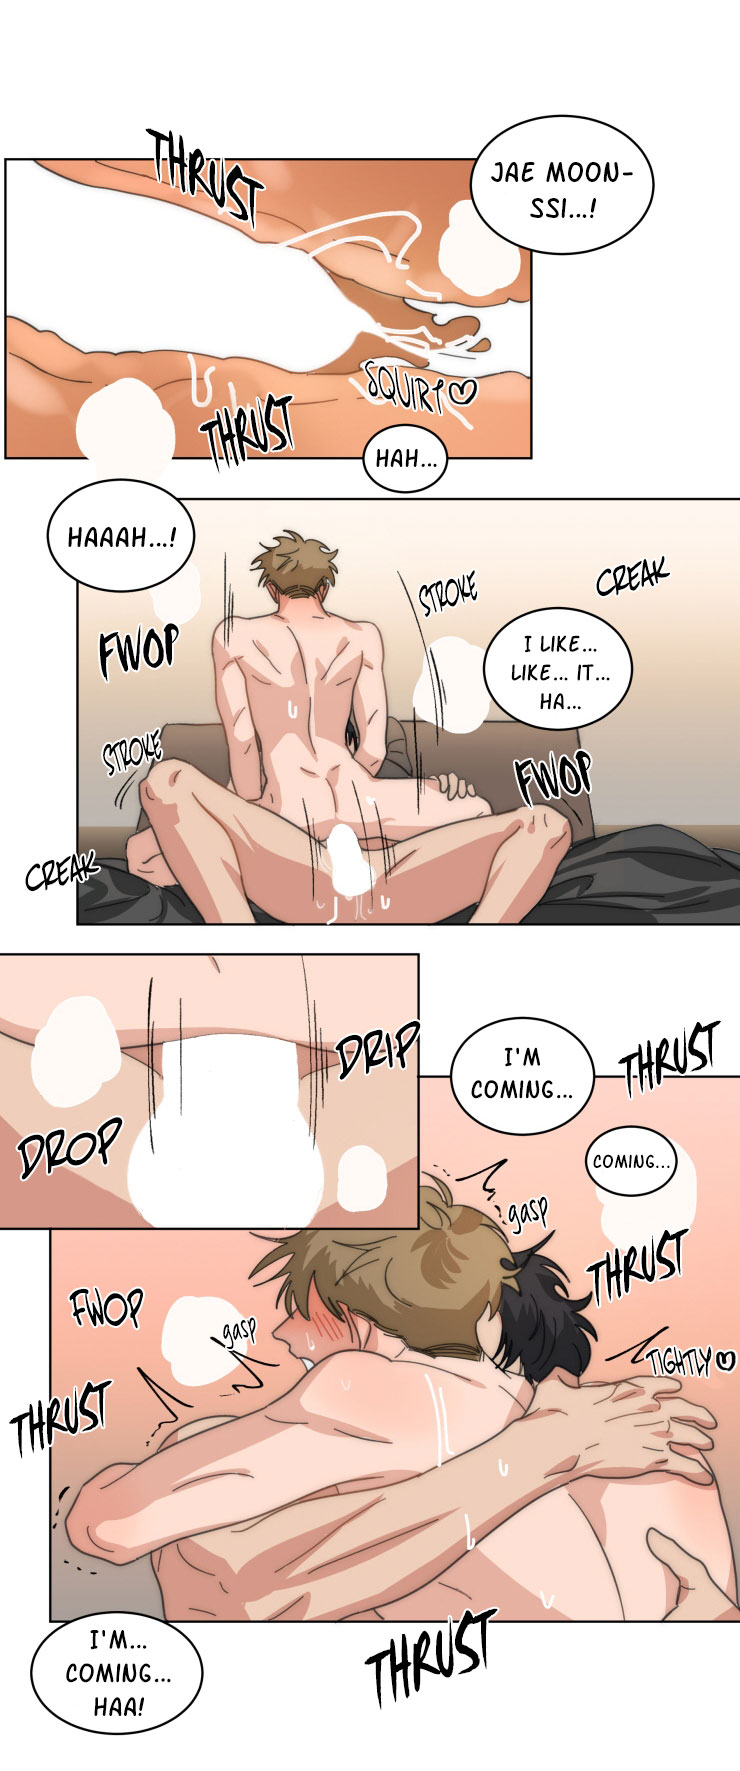 THRUST
JAE MOON-
SSI...!
SQUIRT♡
THRUST
HAH...
HAAAH...!
STROKE
CREAK
FWOP
I LIKE...
LIKE... IT...
HA...
STROKE
FWOP
CREAK
DRIP
I'M
COMING...
THRUST
DROP
COMING...
gasp
THRUST
FWOP
gasp
TIGHTLY♡
THRUST
I'M...
COMING...
HAA!
THRUST